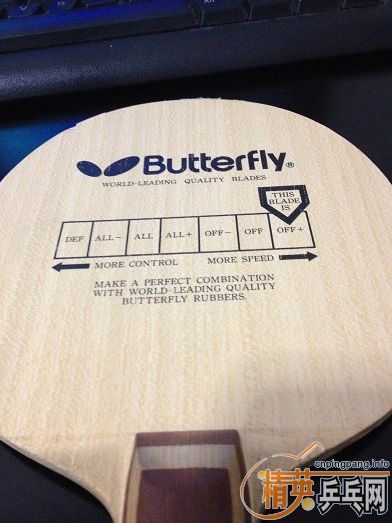 Butterfly®
WORLD-LEADING QUALITY BLADES
THIS
BLADE
IS
DEF ALL- ALL ALL+ OFF- OFF OFF+
MORE CONTROL MORE SPEED
MAKE A PERFECT COMBINATION
WITH WORLD-LEADING QUALITY
BUTTERFLY RUBBERS.
cnpingpang.info
精英乒乓网